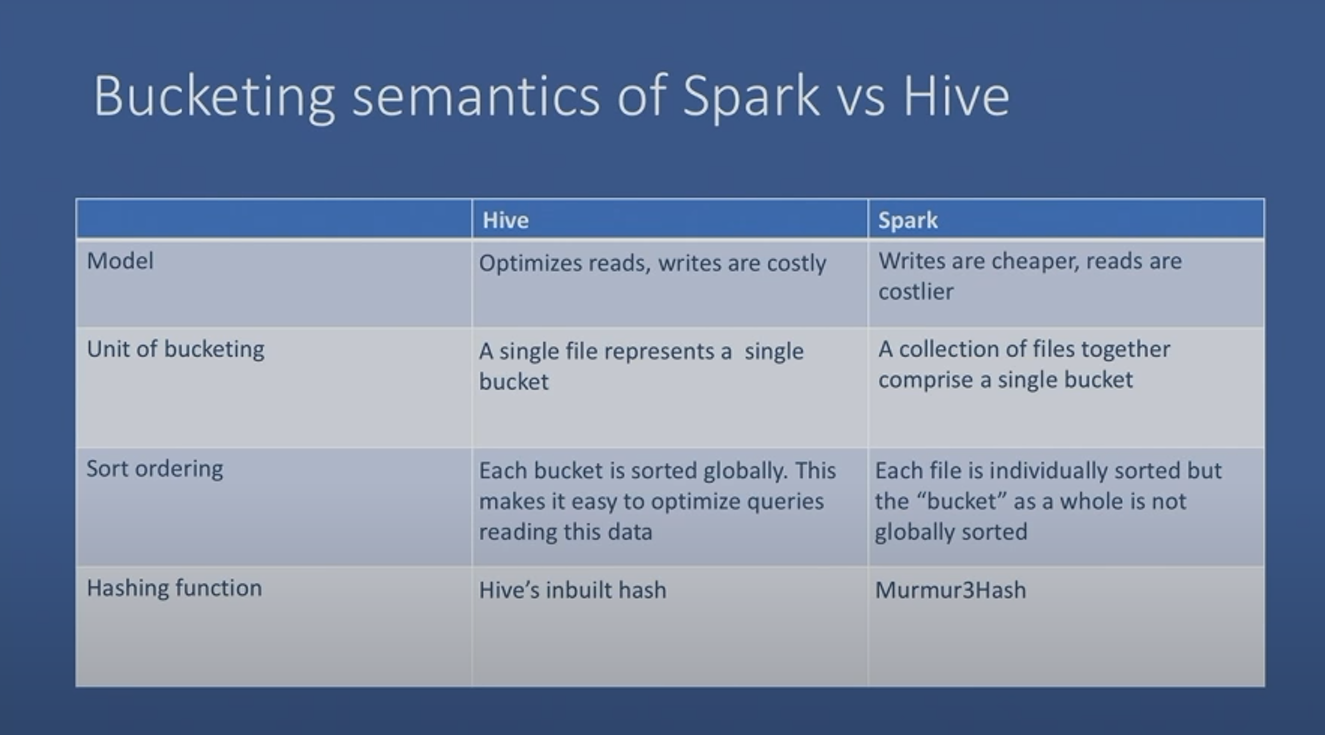 Bucketing semantics of Spark vs Hive
Hive
Spark
Model
Optimizes reads, writes are costly
Writes are cheaper, reads are
costlier
Unit of bucketing
A single file represents a single
bucket
A collection of files together
comprise a single bucket
Sort ordering
Each bucket is sorted globally. This
makes it easy to optimize queries
reading this data
Each file is individually sorted but
the “bucket” as a whole is not
globally sorted
Hashing function
Hive’s inbuilt hash
Murmur3Hash